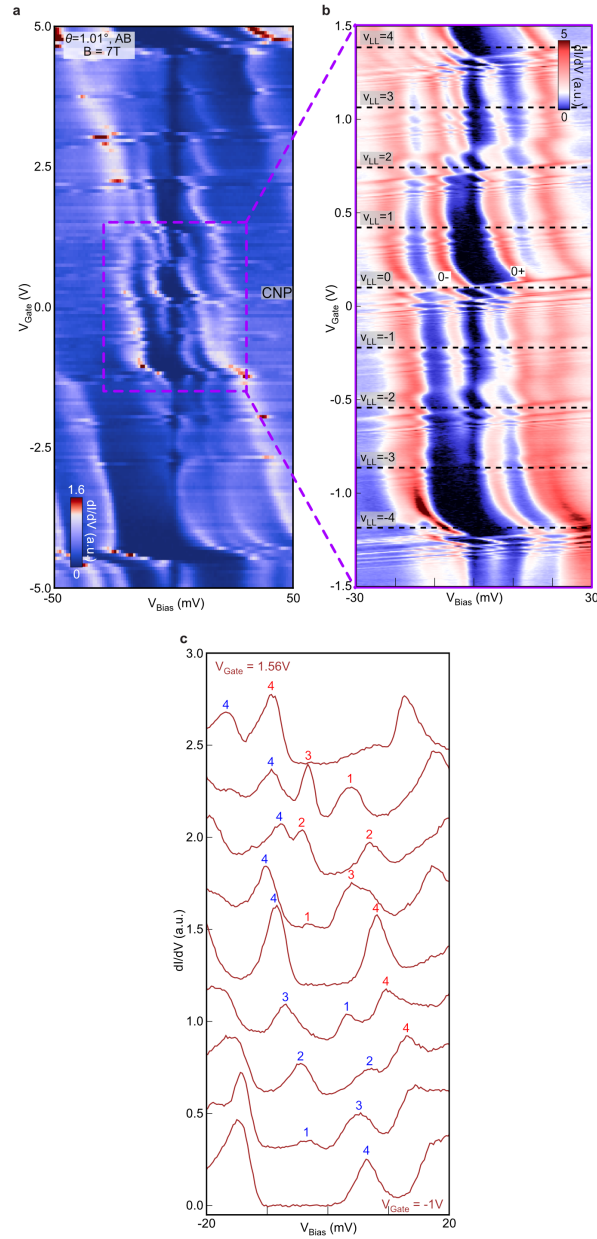 a
θ=1.01°, AB
B = 7T
5.0
2.5
0.0
-2.5
-5.0
V_Gate (V)
CNP
1.6
0
dI/dV (a.u.)
-50
0
50
V_Bias (mV)
b
1.5
1.0
0.5
0
-0.5
-1.0
-1.5
V_Gate (V)
ν_LL=4
ν_LL=3
ν_LL=2
ν_LL=1
ν_LL=0
ν_LL=-1
ν_LL=-2
ν_LL=-3
ν_LL=-4
0-
0+
5
0
dI/dV (a.u.)
-30
30
V_Bias (mV)
c
V_Gate = 1.56V
3.0
2.5
2.0
1.5
1.0
0.5
0.0
dI/dV (a.u.)
4 4
4 3 1
4 2 2
4 1 3
4 4
3 1 4
2 2 4
1 3
4
V_Gate = -1V
-20
0
20
V_Bias (mV)